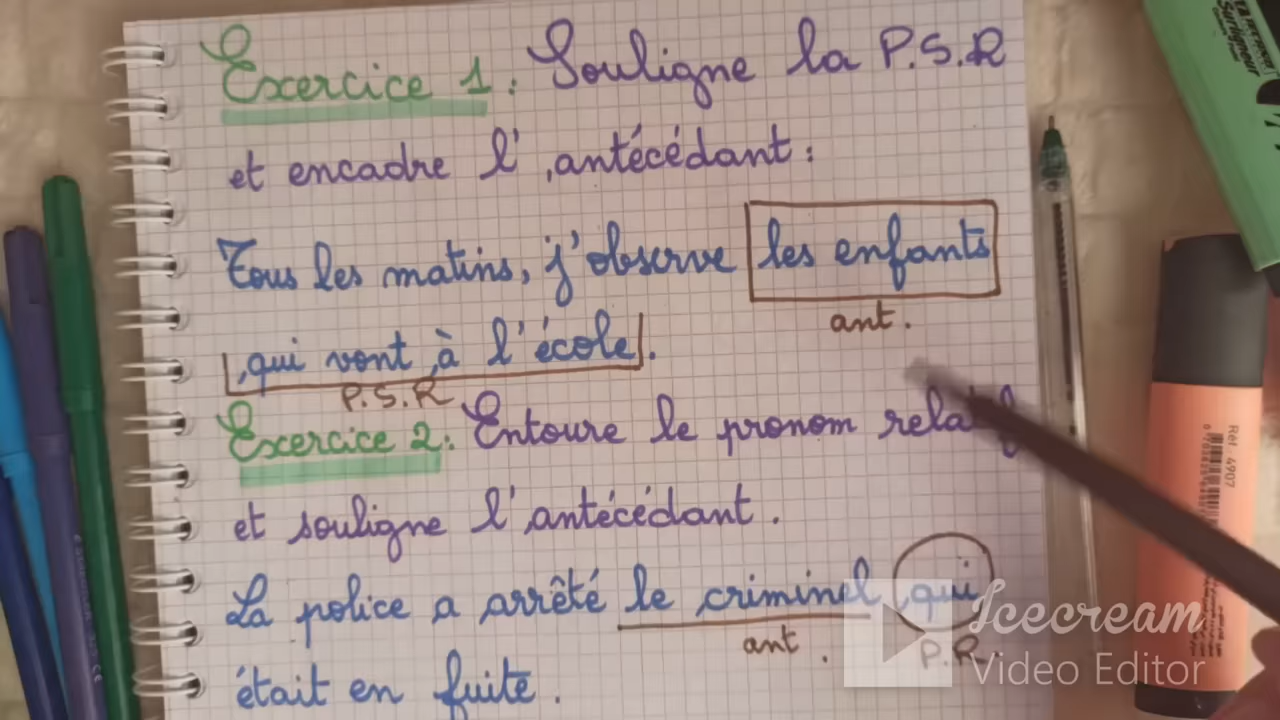 Exercice 1: Souligne la P.S.R
et encadre l'antécédant:
Tous les matins, j'observe les enfants
ant.
qui vont à l'école.
P.S.R
Exercice 2: Entoure le pronom relatif
et souligne l'antécédant.
La police a arrêté le criminel qui
ant.
P.R.
était en fuite.
Icecream
Video Editor
Réf: 4907